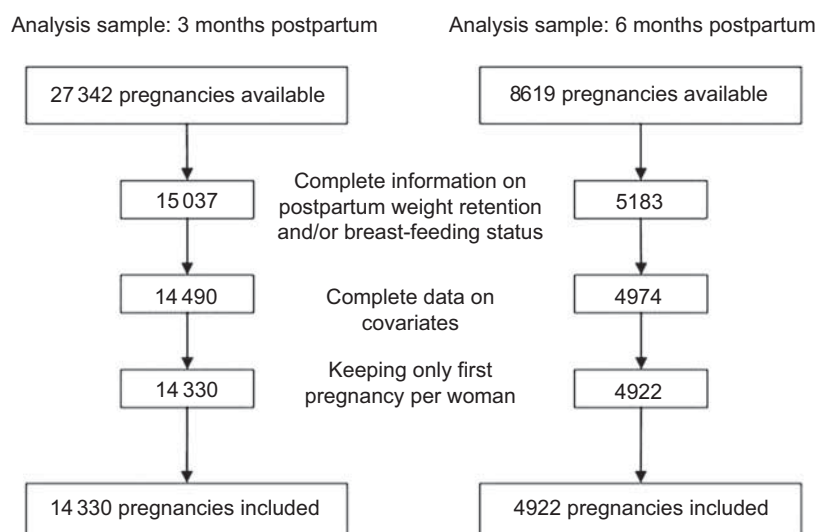 Analysis sample: 3 months postpartum
Analysis sample: 6 months postpartum
27 342 pregnancies available
8619 pregnancies available
15 037
Complete information on
postpartum weight retention
and/or breast-feeding status
5183
14 490
Complete data on
covariates
4974
14 330
Keeping only first
pregnancy per woman
4922
14 330 pregnancies included
4922 pregnancies included